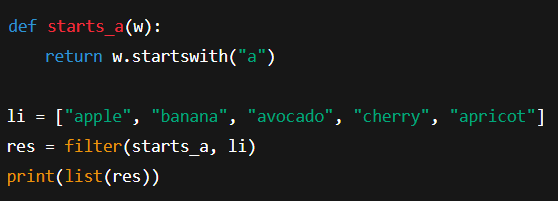 def starts_a(w):
    return w.startswith("a")
li = ["apple", "banana", "avocado", "cherry", "apricot"]
res = filter(starts_a, li)
print(list(res))